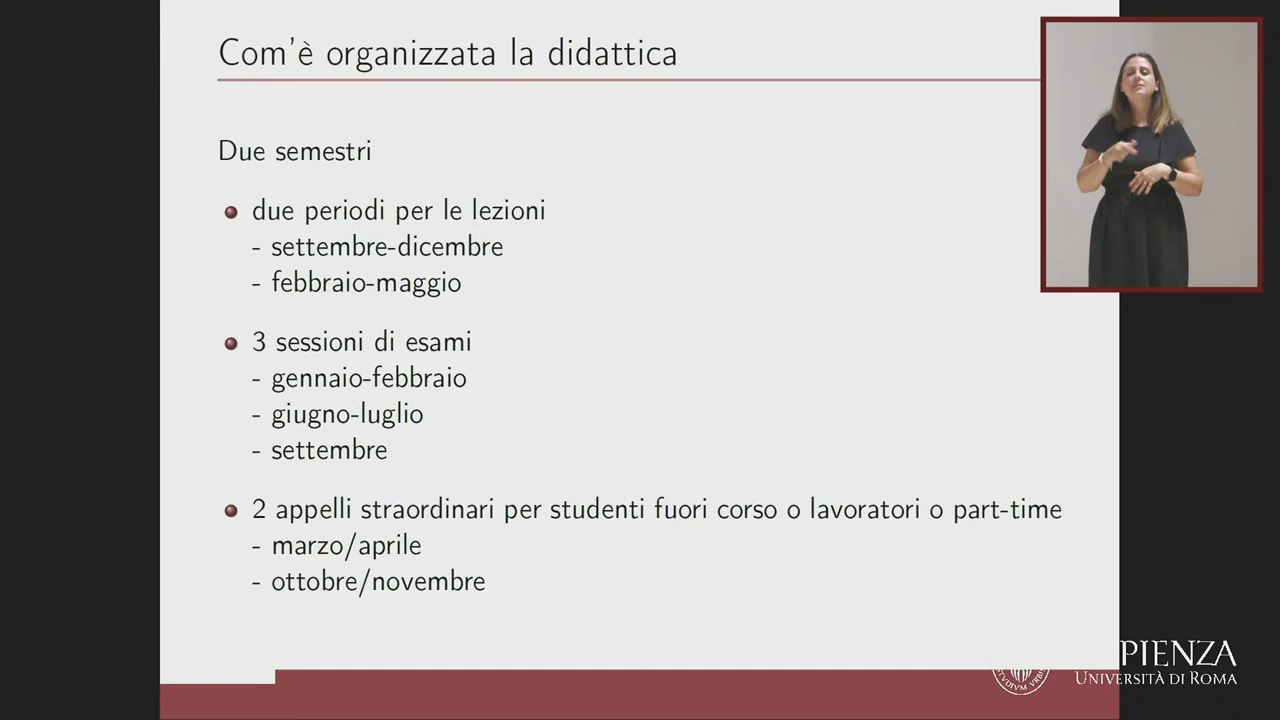 Com'è organizzata la didattica
Due semestri
due periodi per le lezioni
- settembre-dicembre
- febbraio-maggio
3 sessioni di esami
- gennaio-febbraio
- giugno-luglio
- settembre
2 appelli straordinari per studenti fuori corso o lavoratori o part-time
- marzo/aprile
- ottobre/novembre
PIENZA
UNIVERSITÀ DI ROMA
STUDIUM URBIS